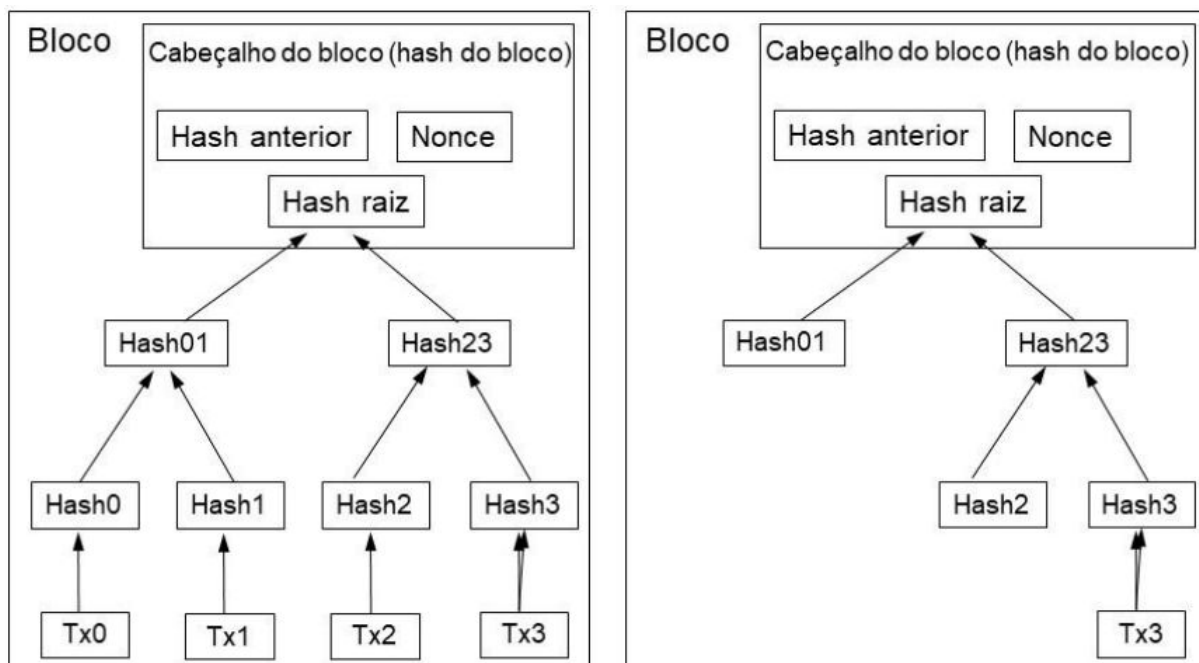 Bloco
Cabeçalho do bloco (hash do bloco)
Hash anterior
Nonce
Hash raiz
Hash01
Hash23
Hash0
Hash1
Hash2
Hash3
Tx0
Tx1
Tx2
Tx3
Bloco
Cabeçalho do bloco (hash do bloco)
Hash anterior
Nonce
Hash raiz
Hash01
Hash23
Hash2
Hash3
Tx3